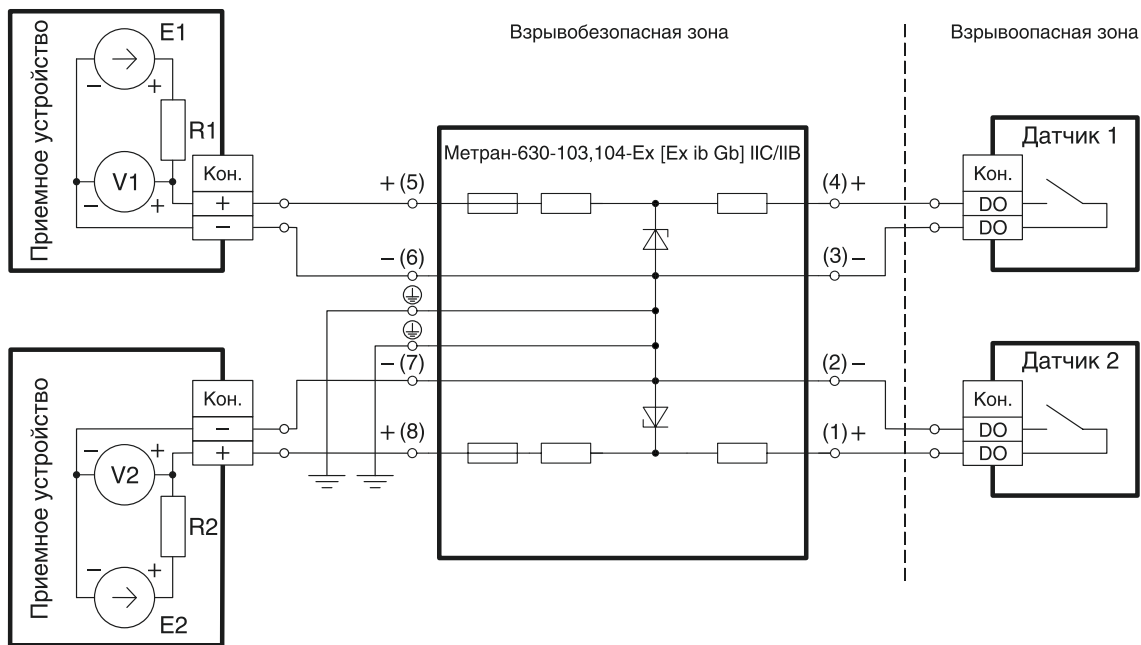 Взрывобезопасная зона
Взрывоопасная зона
Приемное устройство
E1
− +
R1
V1
− +
Кон.
+
−
Метран-630-103,104-Ex [Ex ib Gb] IIC/IIB
+ (5)
(4) +
− (6)
(3) −
Датчик 1
Кон.
DO
DO
− (7)
(2) −
+ (8)
(1) +
Приемное устройство
Кон.
−
+
− +
V2
R2
− +
E2
Датчик 2
Кон.
DO
DO